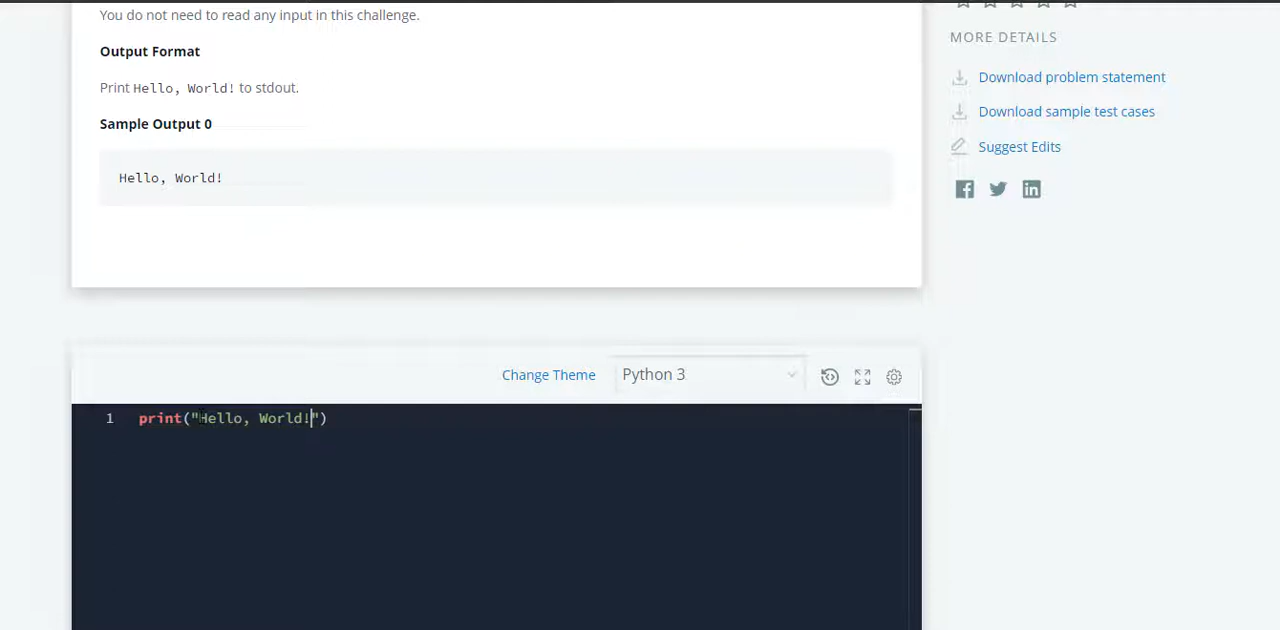 You do not need to read any input in this challenge.
MORE DETAILS
Output Format
Download problem statement
Print Hello, World! to stdout.
Download sample test cases
Sample Output 0
Suggest Edits
Hello, World!
Change Theme
Python 3
1 print("Hello, World!")